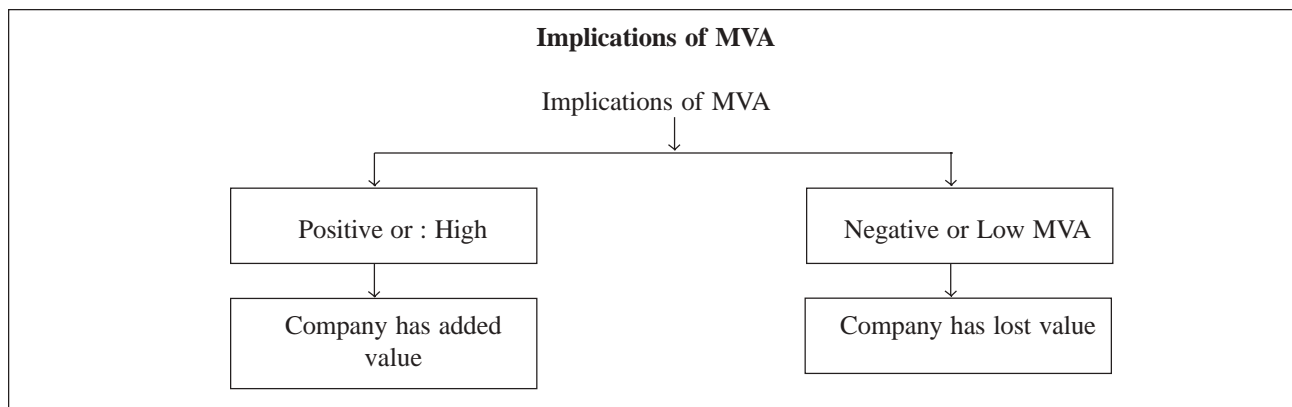 Implications of MVA
Implications of MVA
Positive or : High
Negative or Low MVA
Company has added
value
Company has lost value